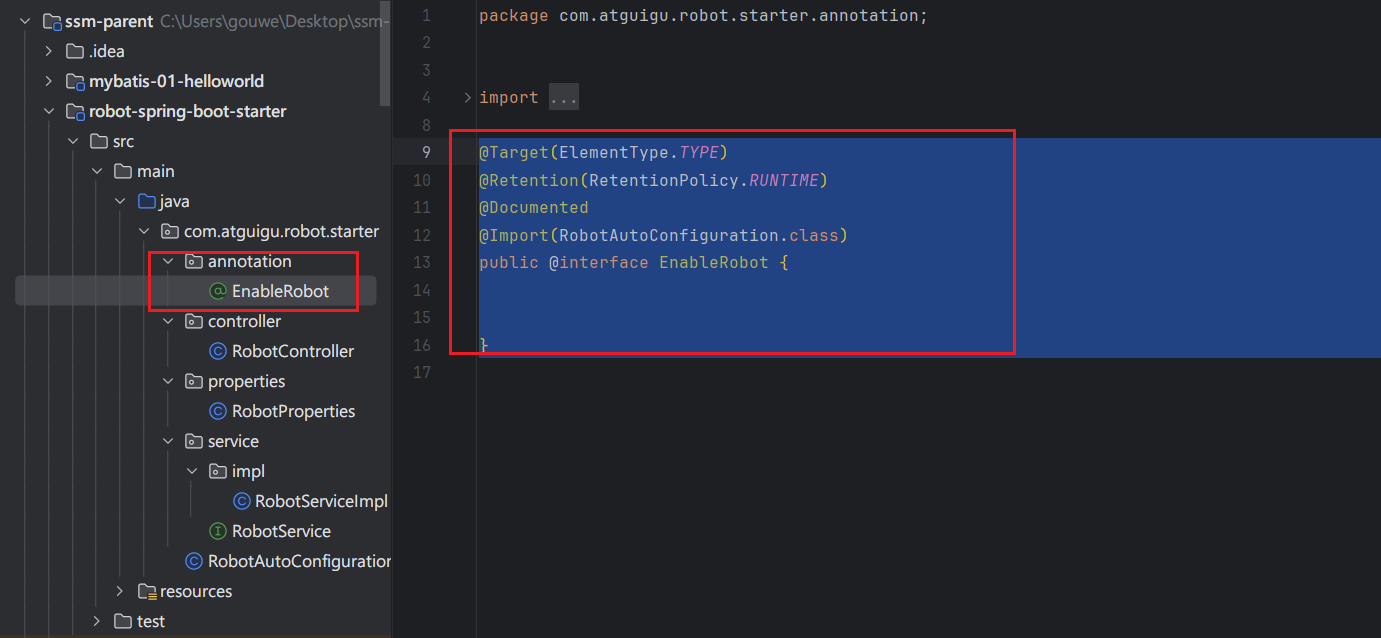 ssm-parent C:\Users\gouwe\Desktop\ssm-
.idea
mybatis-01-helloworld
robot-spring-boot-starter
src
main
java
com.atguigu.robot.starter
annotation
EnableRobot
controller
RobotController
properties
RobotProperties
service
impl
RobotServiceImpl
RobotService
RobotAutoConfiguration
resources
test
1 package com.atguigu.robot.starter.annotation;
2
3
4 import ...
8
9 @Target(ElementType.TYPE)
10 @Retention(RetentionPolicy.RUNTIME)
11 @Documented
12 @Import(RobotAutoConfiguration.class)
13 public @interface EnableRobot {
14
15
16 }
17